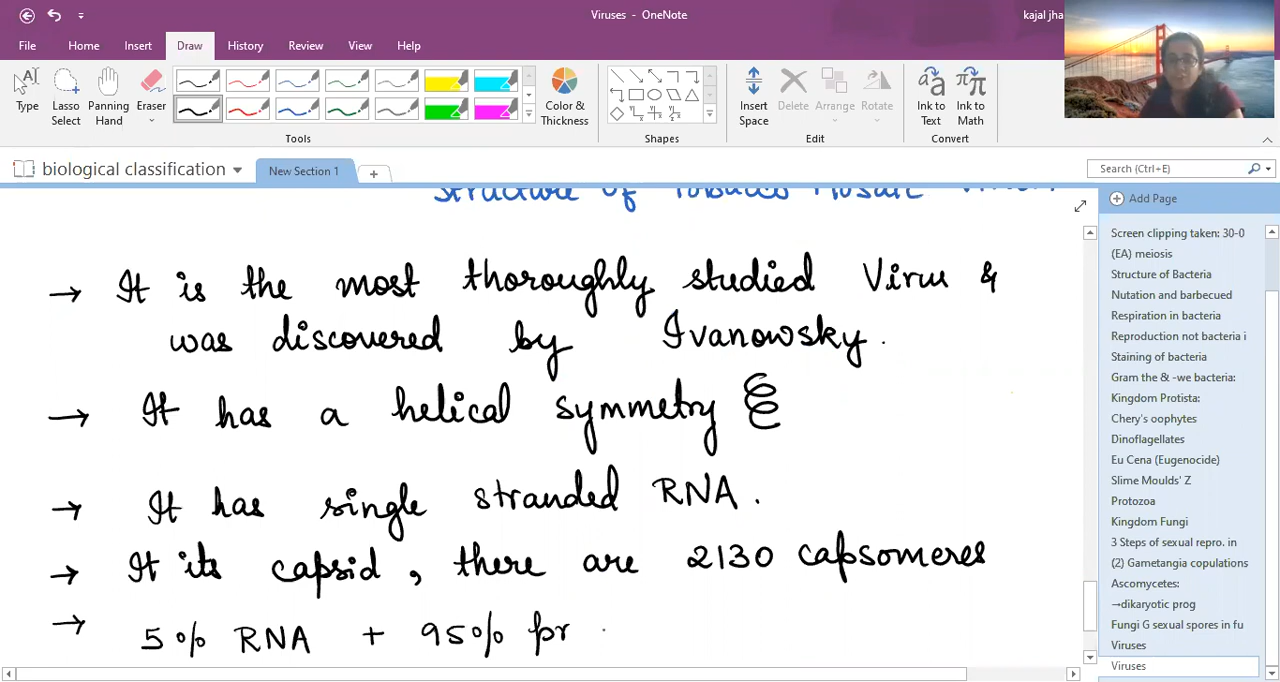 Viruses - OneNote
kajal jha
File Home Insert Draw History Review View Help
Type Lasso Select Panning Hand Eraser Color & Thickness Insert Space Delete Arrange Rotate Ink to Text Ink to Math
Tools Shapes Edit Convert
biological classification New Section 1 Search (Ctrl+E)
Structure of Tobacco Mosaic
→ It is the most thoroughly studied Virus &
was discovered by Ivanowsky.
→ It has a helical symmetry
→ It has single stranded RNA.
→ It its capsid, there are 2130 capsomeres
→ 5% RNA + 95% pr
Add Page
Screen clipping taken: 30-0
(EA) meiosis
Structure of Bacteria
Nutation and barbecued
Respiration in bacteria
Reproduction not bacteria i
Staining of bacteria
Gram the & -we bacteria:
Kingdom Protista:
Chery's oophytes
Dinoflagellates
Eu Cena (Eugenocide)
Slime Moulds' Z
Protozoa
Kingdom Fungi
3 Steps of sexual repro. in
(2) Gametangia copulations
Ascomycetes:
→dikaryotic prog
Fungi G sexual spores in fu
Viruses
Viruses